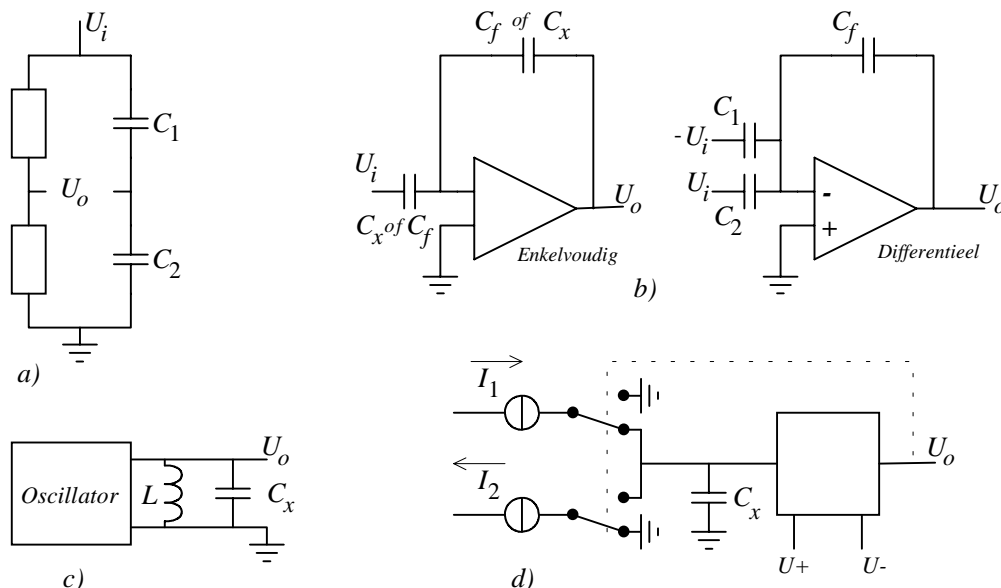 U_i
C_1
U_o
C_2
a)
C_f of C_x
U_i
C_x of C_f
U_o
Enkelvoudig
C_f
C_1
-U_i
U_i
C_2
-
+
U_o
Differentieel
b)
Oscillator
L
C_x
U_o
c)
I_1
I_2
C_x
U_o
U+ U-
d)